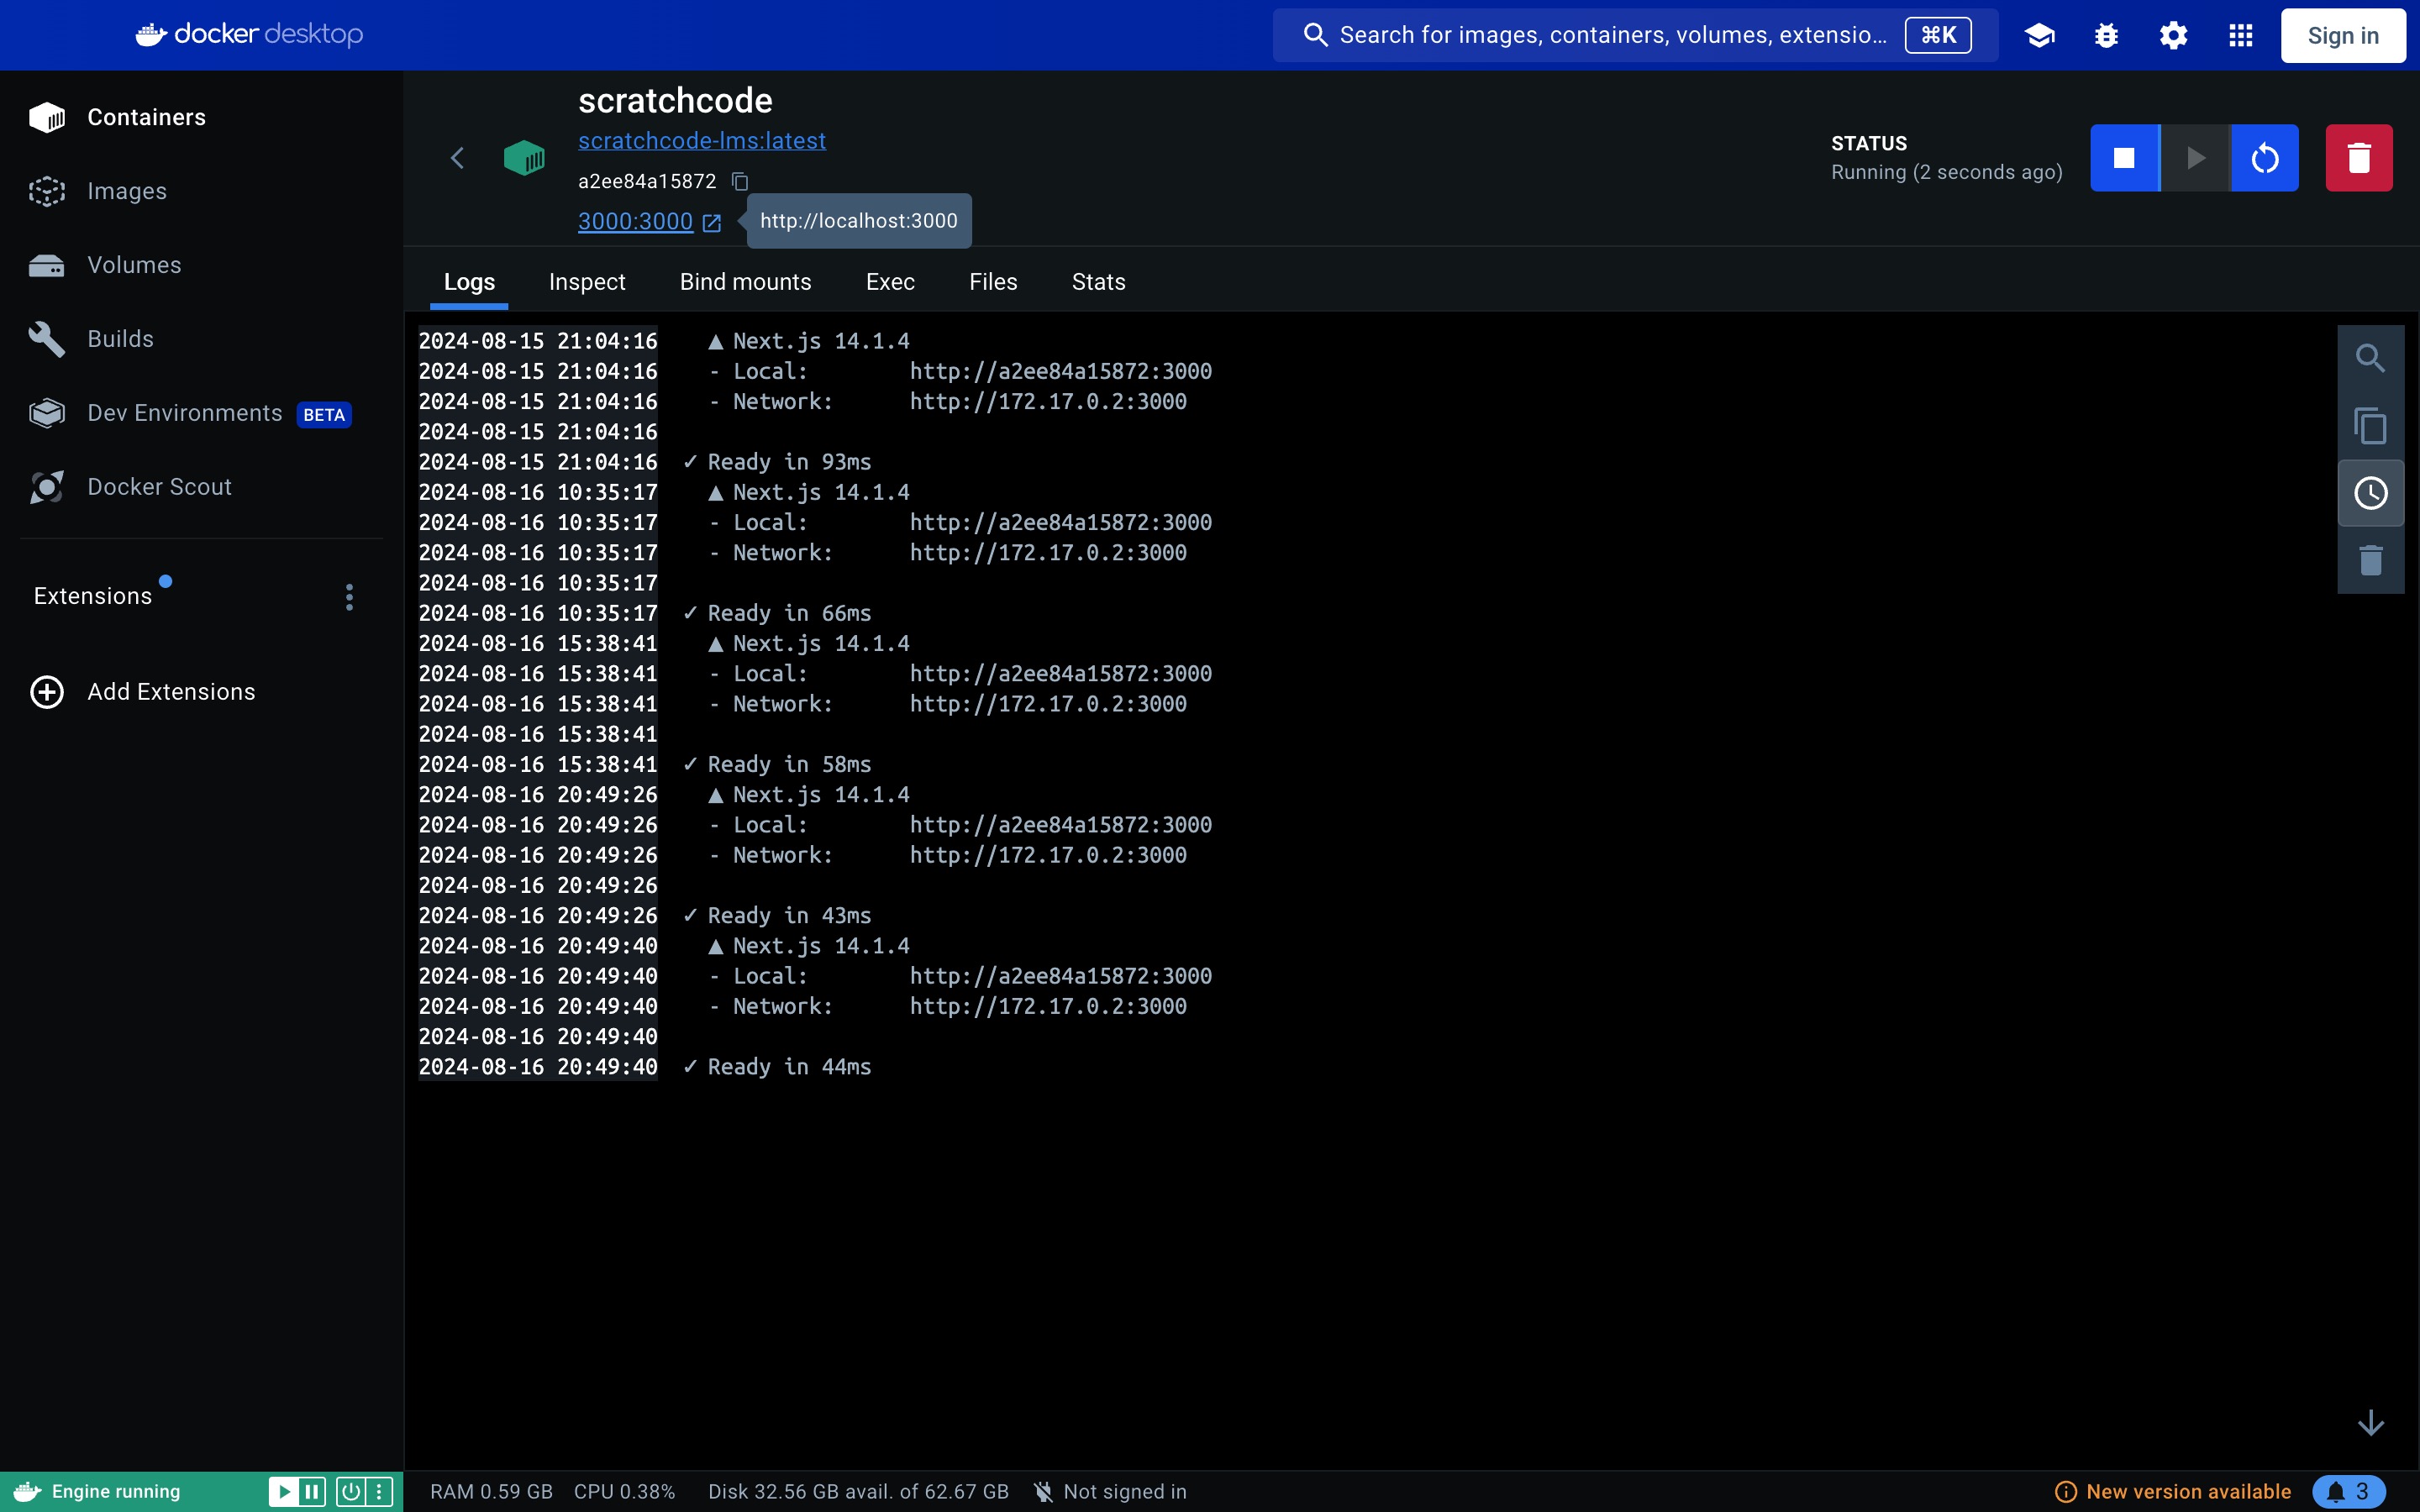 docker desktop
Search for images, containers, volumes, extensio...
⌘K
Sign in
Containers
Images
Volumes
Builds
Dev Environments BETA
Docker Scout
Extensions
Add Extensions
scratchcode
scratchcode-lms:latest
a2ee84a15872
3000:3000
http://localhost:3000
STATUS
Running (2 seconds ago)
Logs Inspect Bind mounts Exec Files Stats
2024-08-15 21:04:16 ▲ Next.js 14.1.4
2024-08-15 21:04:16 - Local: http://a2ee84a15872:3000
2024-08-15 21:04:16 - Network: http://172.17.0.2:3000
2024-08-15 21:04:16
2024-08-15 21:04:16 ✓ Ready in 93ms
2024-08-16 10:35:17 ▲ Next.js 14.1.4
2024-08-16 10:35:17 - Local: http://a2ee84a15872:3000
2024-08-16 10:35:17 - Network: http://172.17.0.2:3000
2024-08-16 10:35:17
2024-08-16 10:35:17 ✓ Ready in 66ms
2024-08-16 15:38:41 ▲ Next.js 14.1.4
2024-08-16 15:38:41 - Local: http://a2ee84a15872:3000
2024-08-16 15:38:41 - Network: http://172.17.0.2:3000
2024-08-16 15:38:41
2024-08-16 15:38:41 ✓ Ready in 58ms
2024-08-16 20:49:26 ▲ Next.js 14.1.4
2024-08-16 20:49:26 - Local: http://a2ee84a15872:3000
2024-08-16 20:49:26 - Network: http://172.17.0.2:3000
2024-08-16 20:49:26
2024-08-16 20:49:26 ✓ Ready in 43ms
2024-08-16 20:49:40 ▲ Next.js 14.1.4
2024-08-16 20:49:40 - Local: http://a2ee84a15872:3000
2024-08-16 20:49:40 - Network: http://172.17.0.2:3000
2024-08-16 20:49:40
2024-08-16 20:49:40 ✓ Ready in 44ms
Engine running
RAM 0.59 GB CPU 0.38% Disk 32.56 GB avail. of 62.67 GB Not signed in
New version available
3